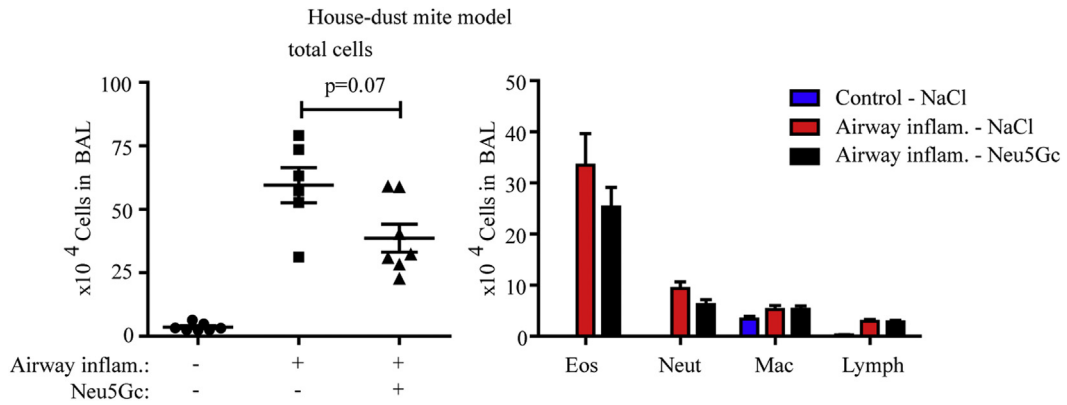 House-dust mite model
total cells
p=0.07
100
75
50
25
0
x10 4 Cells in BAL
Airway inflam.: - + +
Neu5Gc: - - +
50
40
30
20
10
0
x10 4 Cells in BAL
Eos Neut Mac Lymph
Control - NaCl
Airway inflam. - NaCl
Airway inflam. - Neu5Gc